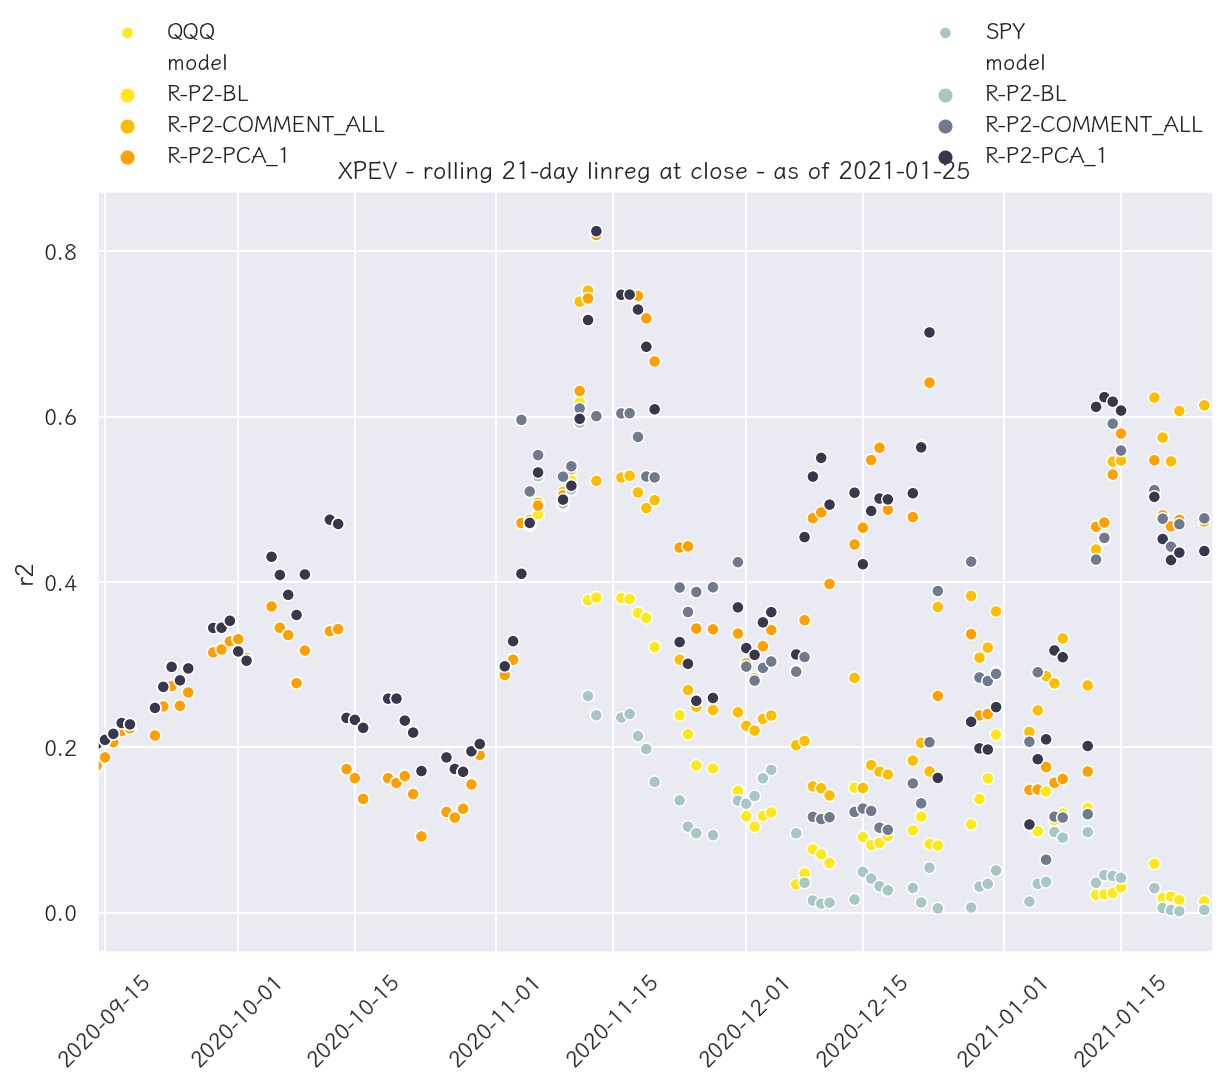 QQQ
model
R-P2-BL
R-P2-COMMENT_ALL
R-P2-PCA_1
SPY
model
R-P2-BL
R-P2-COMMENT_ALL
R-P2-PCA_1
XPEV - rolling 21-day linreg at close - as of 2021-01-25
r2
0.8
0.6
0.4
0.2
0.0
2020-09-15
2020-10-01
2020-10-15
2020-11-01
2020-11-15
2020-12-01
2020-12-15
2021-01-01
2021-01-15